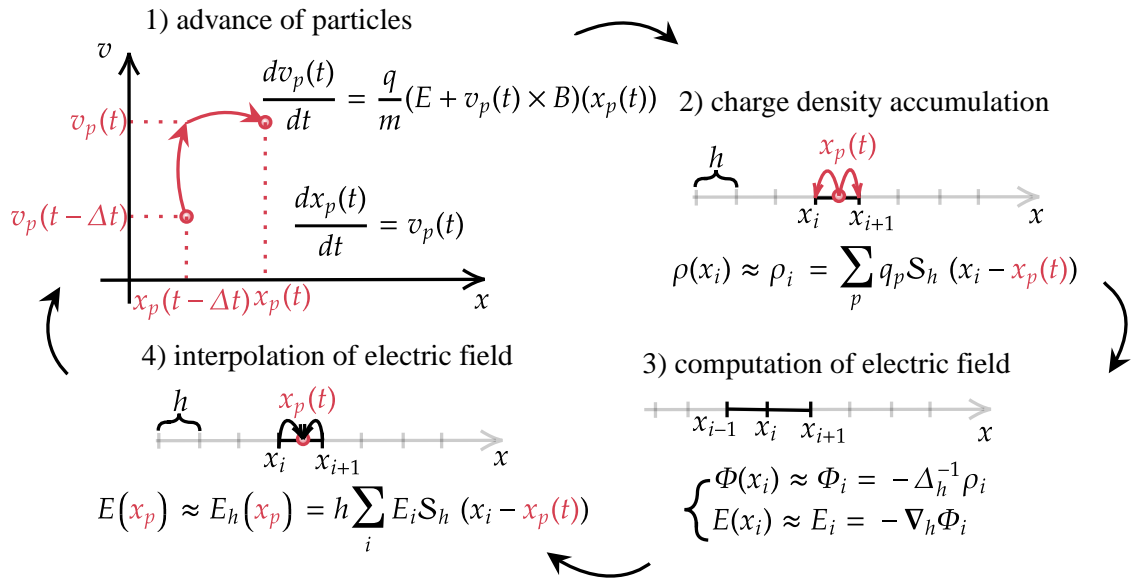 1) advance of particles
v
dv_p(t)/dt = q/m (E + v_p(t) × B)(x_p(t))
v_p(t)
v_p(t − Δt)
dx_p(t)/dt = v_p(t)
x_p(t − Δt) x_p(t)
x
2) charge density accumulation
x_p(t)
h
x_i x_{i+1}
x
ρ(x_i) ≈ ρ_i = ∑_p q_p S_h (x_i − x_p(t))
3) computation of electric field
x_{i−1} x_i x_{i+1}
x
Φ(x_i) ≈ Φ_i = −Δ_h^{−1} ρ_i
E(x_i) ≈ E_i = −∇_h Φ_i
4) interpolation of electric field
h
x_p(t)
x_i x_{i+1}
x
E(x_p) ≈ E_h(x_p) = h ∑_i E_i S_h (x_i − x_p(t))